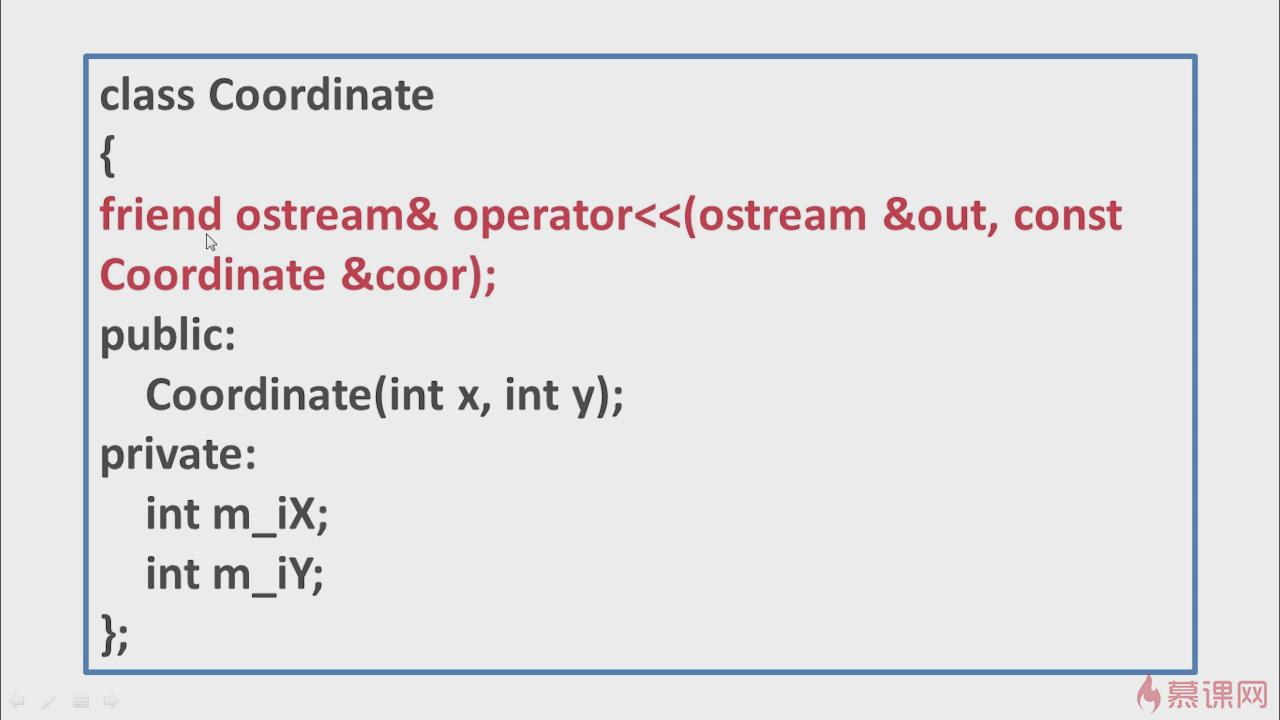 class Coordinate
{
friend ostream& operator<<(ostream &out, const
Coordinate &coor);
public:
Coordinate(int x, int y);
private:
int m_iX;
int m_iY;
};
慕课网